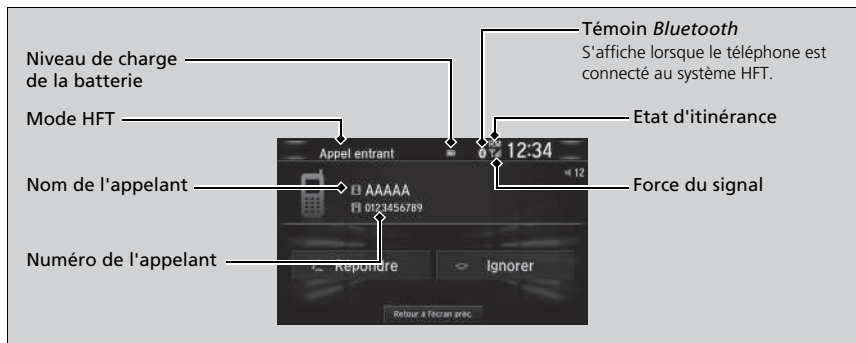 Témoin Bluetooth
S'affiche lorsque le téléphone est
connecté au système HFT.
Niveau de charge
de la batterie
Mode HFT
Etat d'itinérance
Nom de l'appelant
Force du signal
Numéro de l'appelant
Appel entrant
RM
12:34
12
AAAAA
0123456789
Répondre
Ignorer
Retour à l'écran préc.